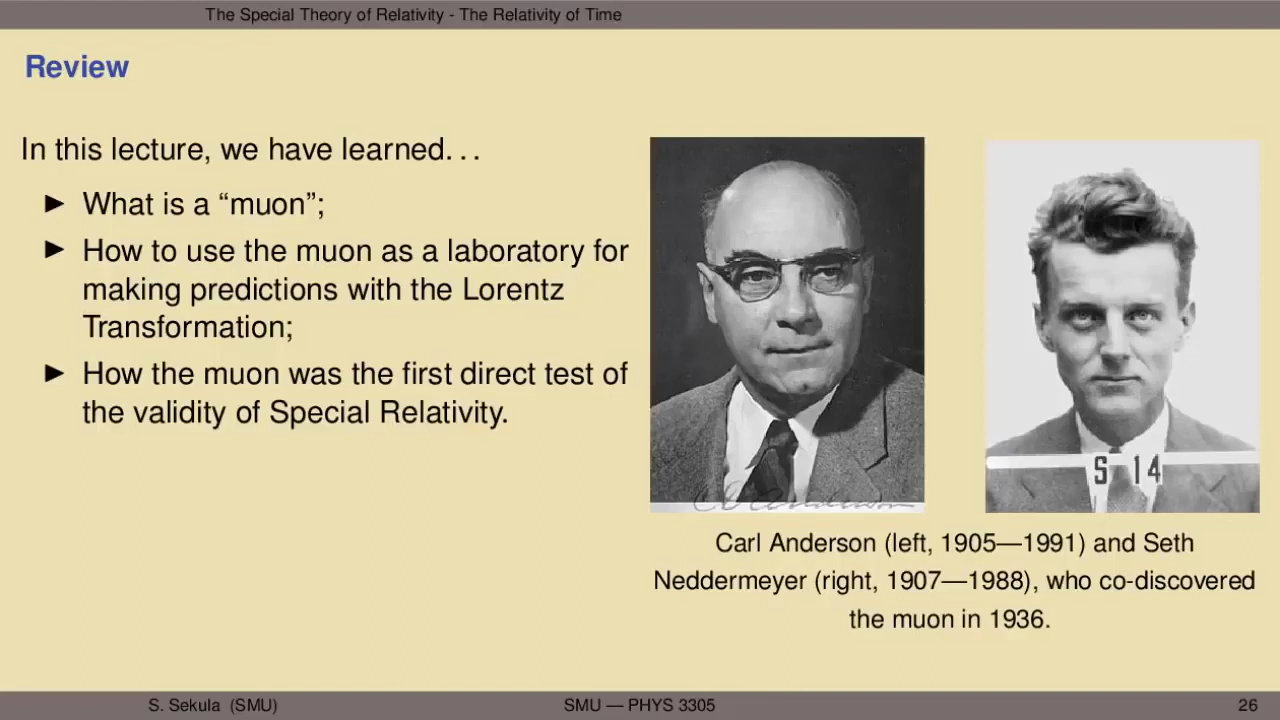 The Special Theory of Relativity - The Relativity of Time
Review
In this lecture, we have learned. . .
► What is a “muon”;
► How to use the muon as a laboratory for
making predictions with the Lorentz
Transformation;
► How the muon was the first direct test of
the validity of Special Relativity.
S 14
Carl Anderson (left, 1905—1991) and Seth
Neddermeyer (right, 1907—1988), who co-discovered
the muon in 1936.
S. Sekula (SMU)
SMU — PHYS 3305
26